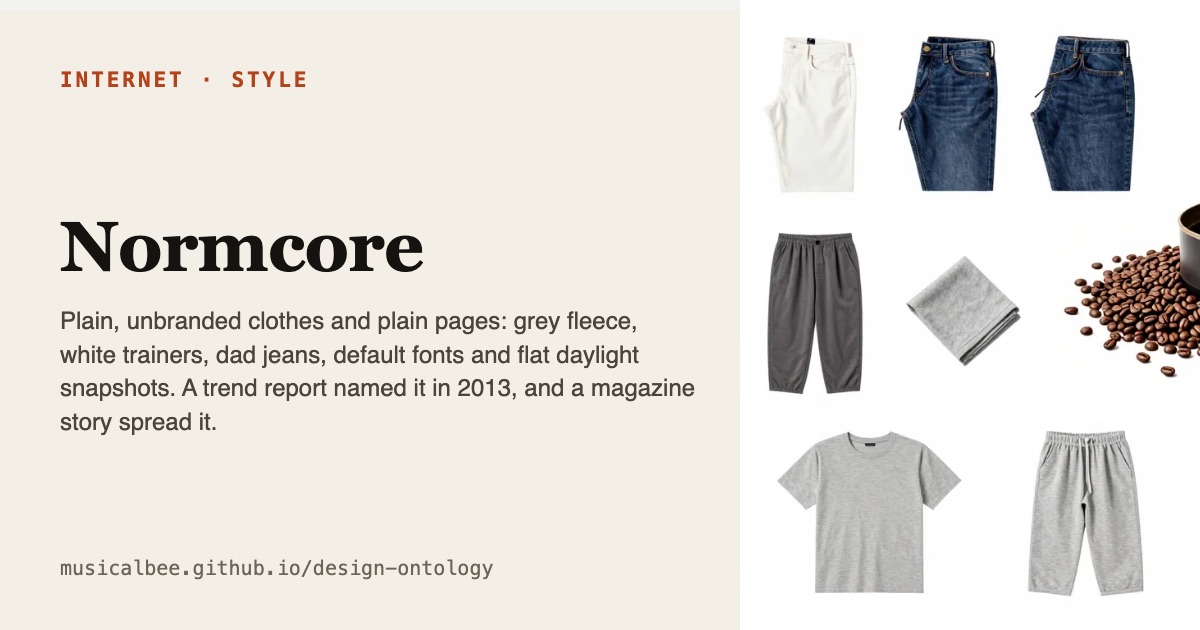 INTERNET · STYLE
Normcore
Plain, unbranded clothes and plain pages: grey fleece,
white trainers, dad jeans, default fonts and flat daylight
snapshots. A trend report named it in 2013, and a magazine
story spread it.
musicalbee.github.io/design-ontology